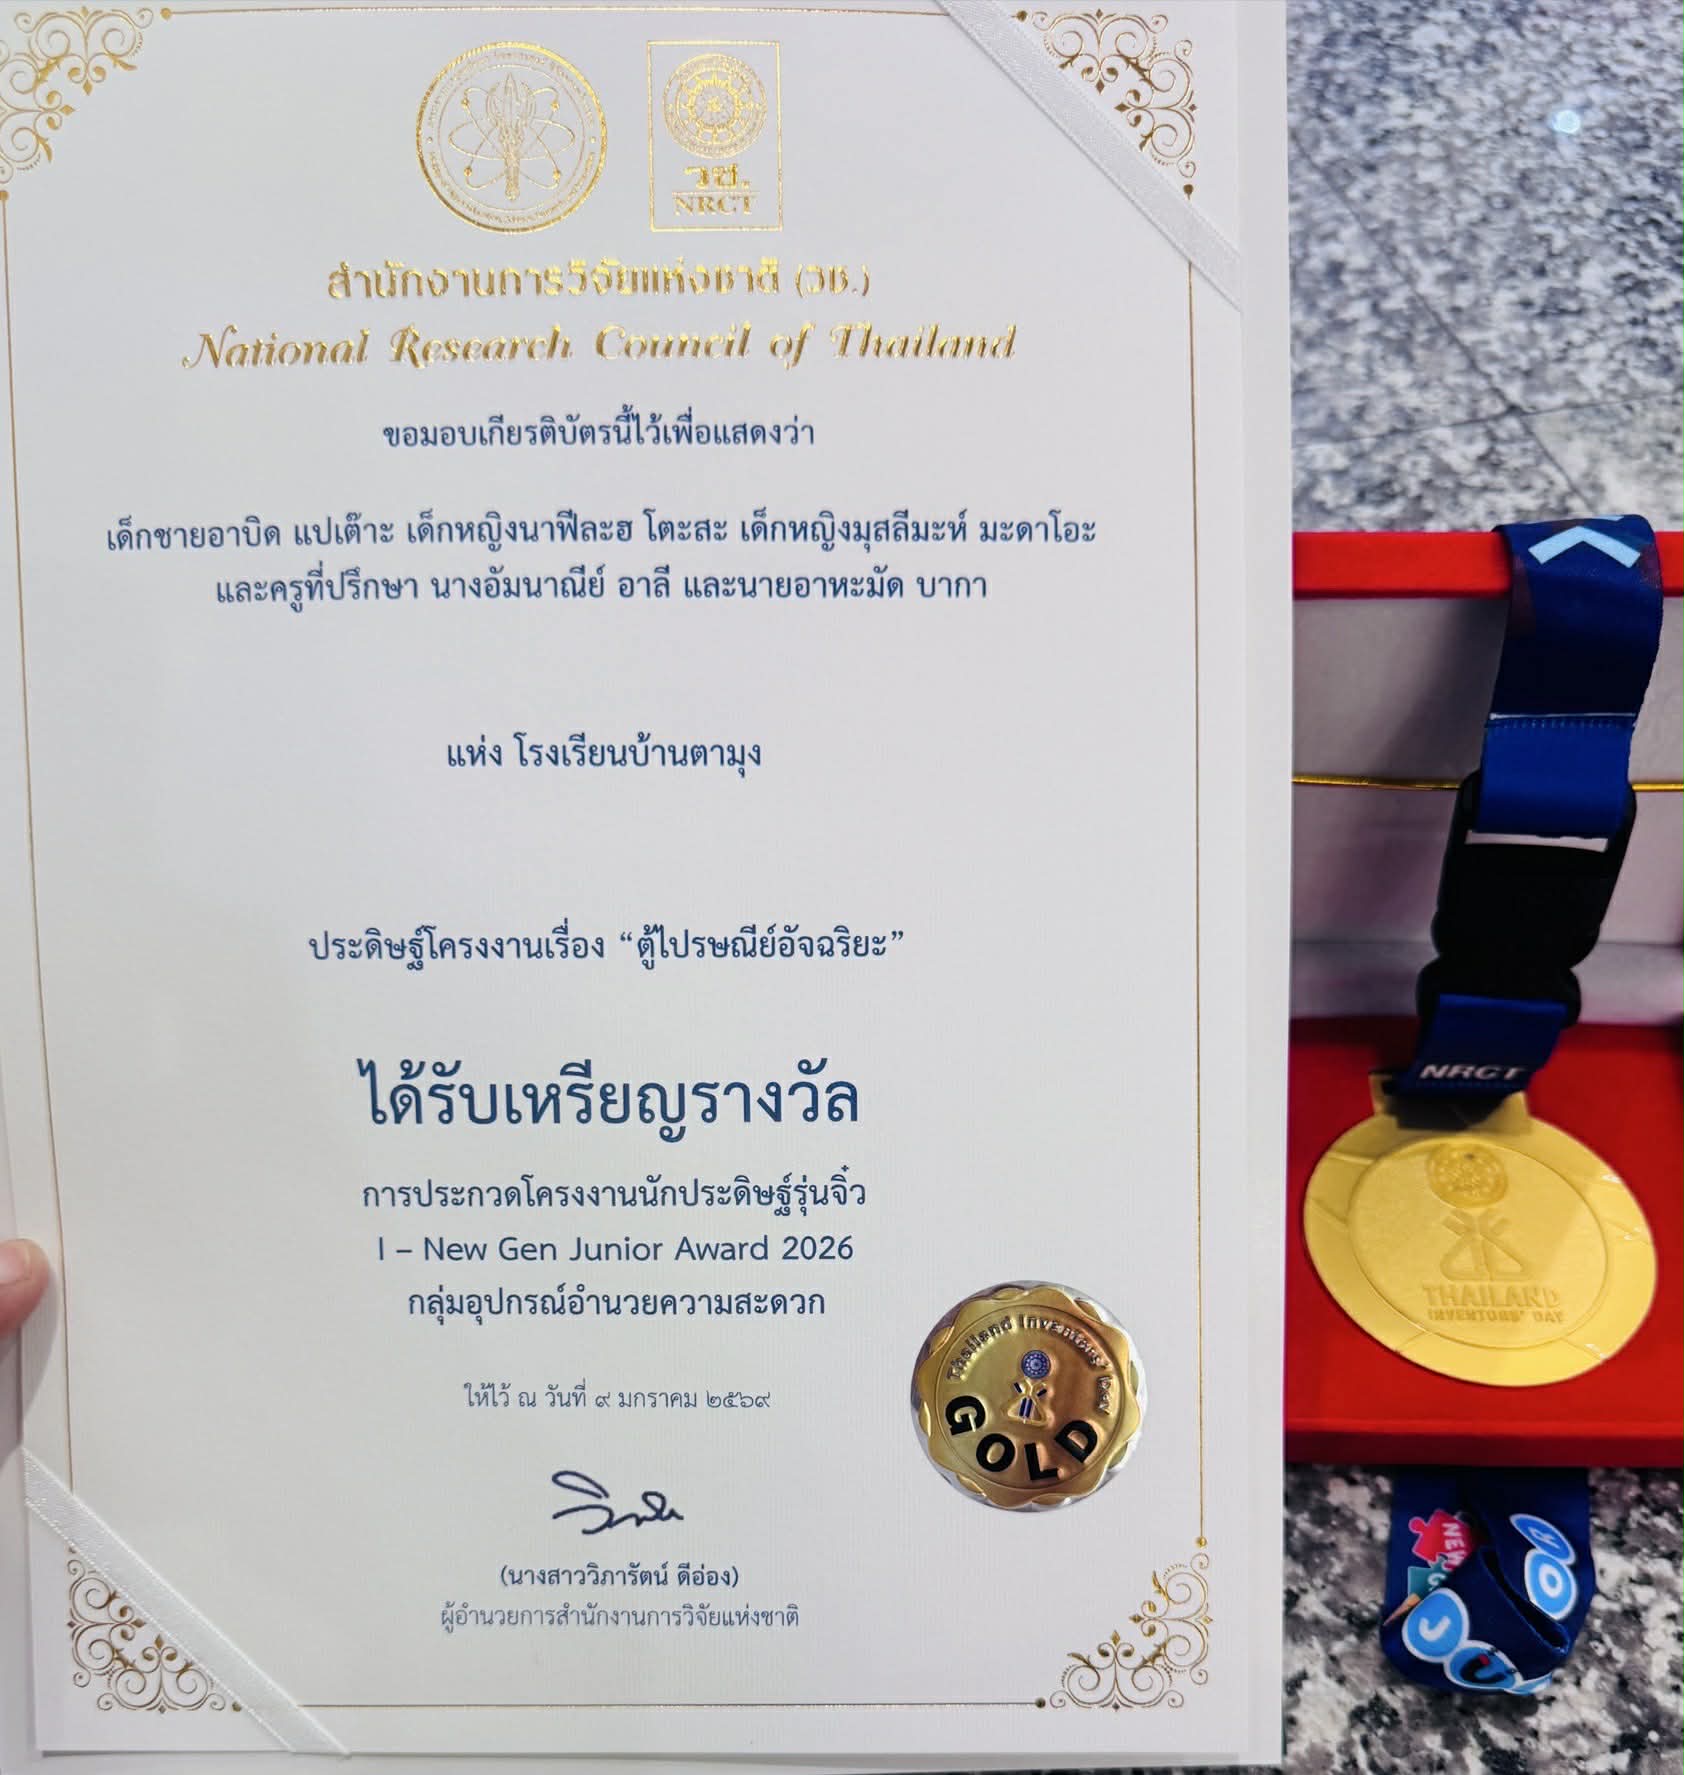 วช.
NRCT
สำนักงานการวิจัยแห่งชาติ (วช.)
National Research Council of Thailand
ขอมอบเกียรติบัตรนี้ไว้เพื่อแสดงว่า
เด็กชายอาบิด แปเต๊าะ เด็กหญิงนาฟีละฮ โตะสะ เด็กหญิงมุสลีมะห์ มะดาโอะ
และครูที่ปรึกษา นางอัมนาณีย์ อาลี และนายอาหะมัด บากา
แห่ง โรงเรียนบ้านตามุง
ประดิษฐ์โครงงานเรื่อง “ตู้ไปรษณีย์อัจฉริยะ”
ได้รับเหรียญรางวัล
การประกวดโครงงานนักประดิษฐ์รุ่นจิ๋ว
I – New Gen Junior Award 2026
กลุ่มอุปกรณ์อำนวยความสะดวก
ให้ไว้ ณ วันที่ ๙ มกราคม ๒๕๖๙
(นางสาววิภารัตน์ ดีอ่อง)
ผู้อำนวยการสำนักงานการวิจัยแห่งชาติ
Thailand Inventors' Day
GOLD
NRCT
THAILAND
INVENTORS' DAY